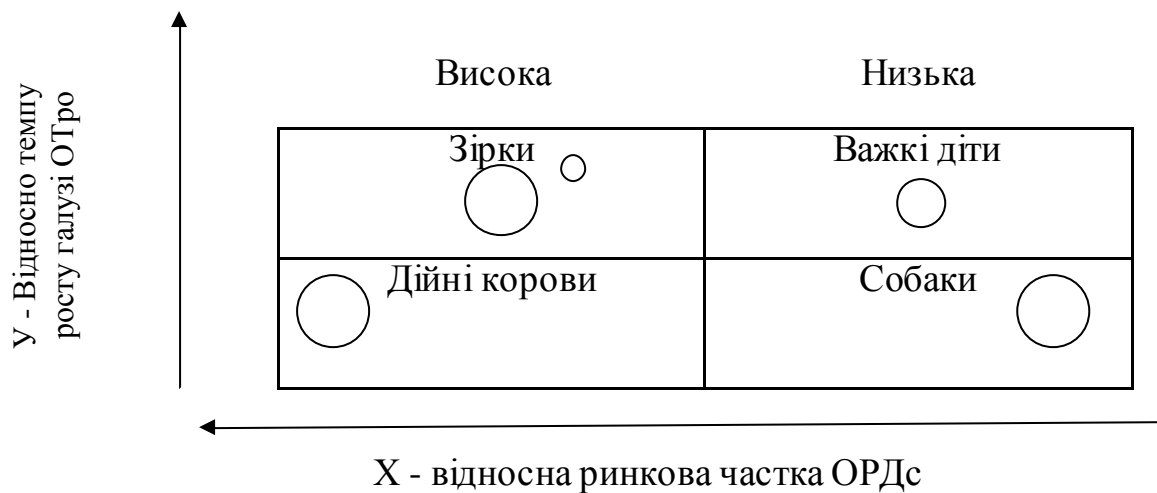 У - Відносно темпу
росту галузі ОТро
Висока
Низька
Зірки
Важкі діти
Дійні корови
Собаки
Х - відносна ринкова частка ОРДс